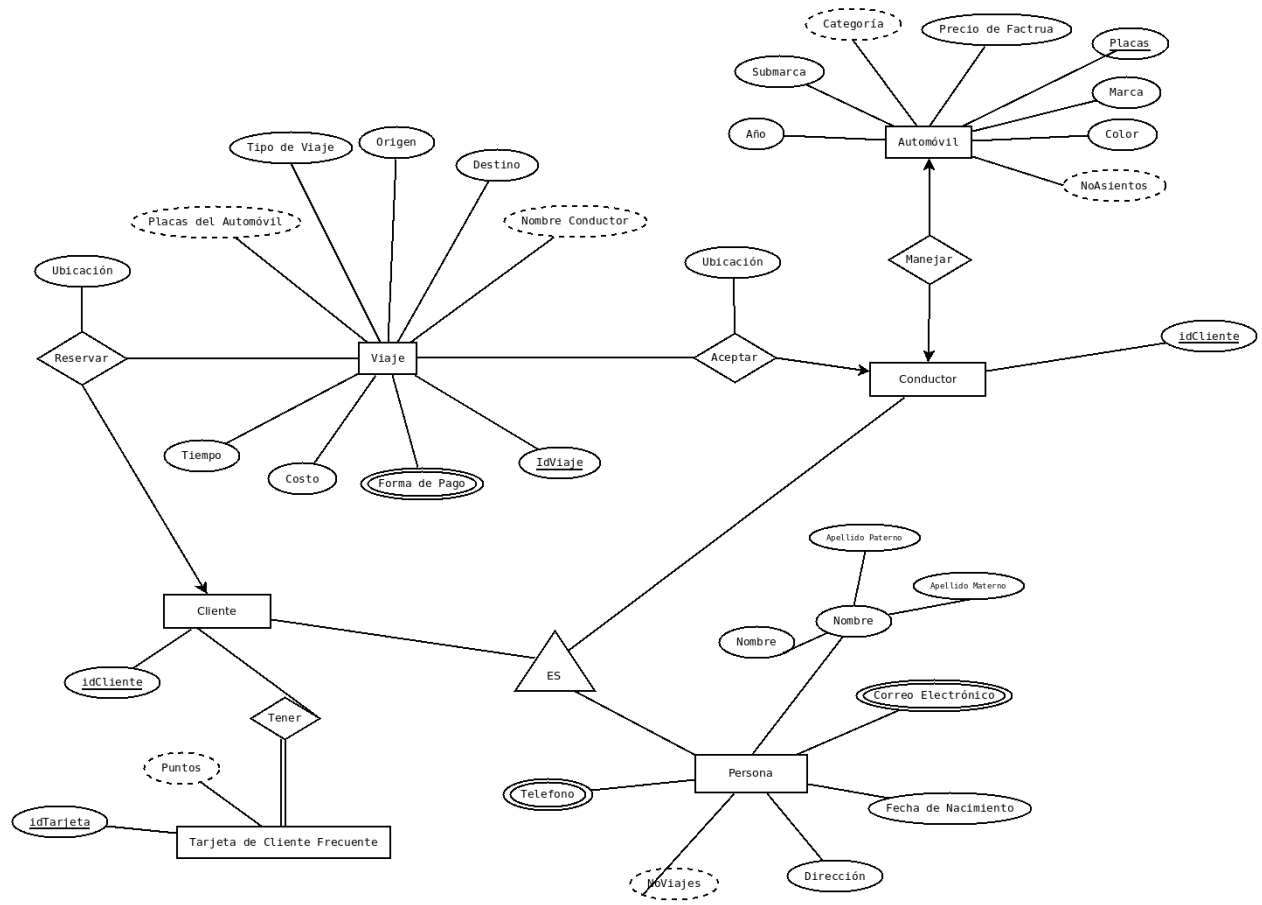 Categoría
Precio de Factrua
Placas
Submarca
Marca
Año
Automóvil
Color
NoAsientos
Tipo de Viaje
Origen
Destino
Placas del Automóvil
Nombre Conductor
Ubicación
Ubicación
Manejar
Reservar
Viaje
Aceptar
idCliente
Conductor
Tiempo
Costo
Forma de Pago
IdViaje
Apellido Paterno
Apellido Materno
Cliente
Nombre
Nombre
idCliente
ES
Correo Electrónico
Tener
Puntos
Persona
Telefono
Fecha de Nacimiento
idTarjeta
Tarjeta de Cliente Frecuente
NoViajes
Dirección